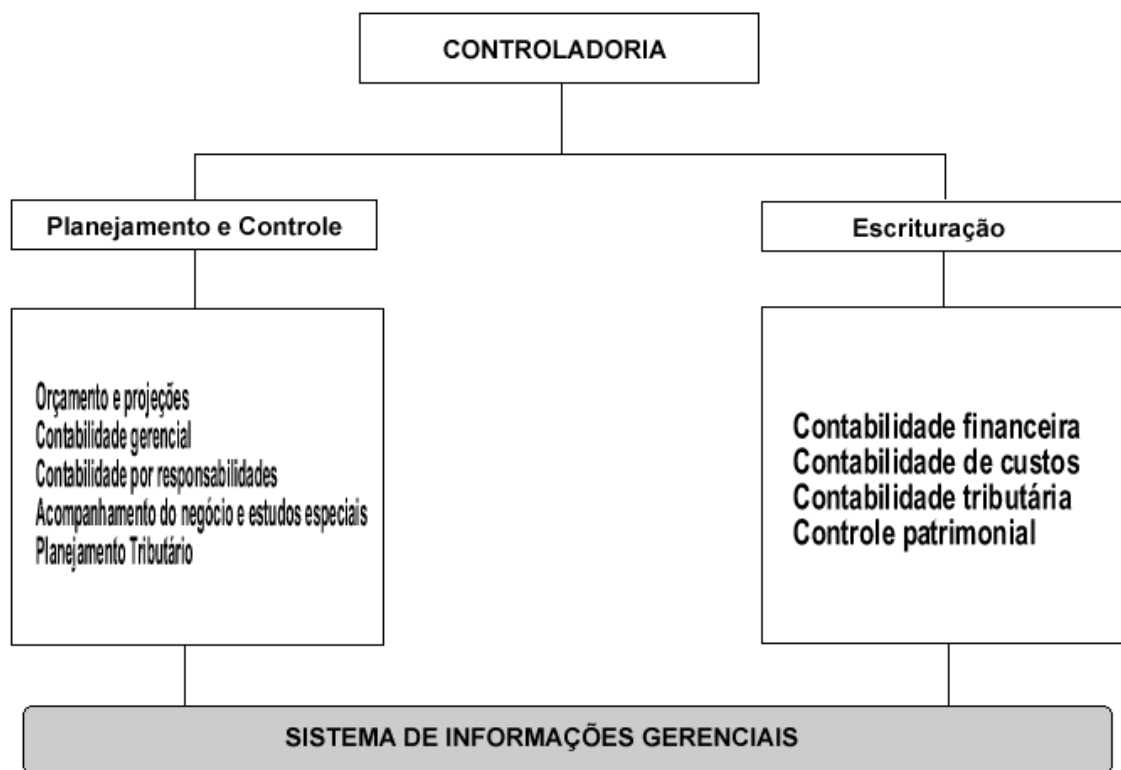 CONTROLADORIA
Planejamento e Controle
Escrituração
Orçamento e projeções
Contabilidade gerencial
Contabilidade por responsabilidades
Acompanhamento do negócio e estudos especiais
Planejamento Tributário
Contabilidade financeira
Contabilidade de custos
Contabilidade tributária
Controle patrimonial
SISTEMA DE INFORMAÇÕES GERENCIAIS